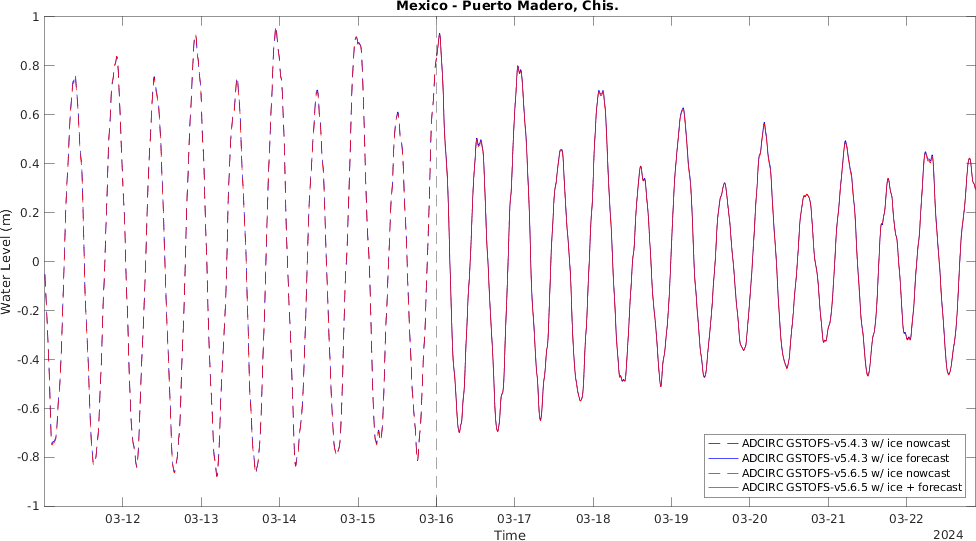 Mexico - Puerto Madero, Chis.
1
0.8
0.6
0.4
0.2
0
-0.2
-0.4
-0.6
-0.8
-1
Water Level (m)
ADCIRC GSTOFS-v5.4.3 w/ ice nowcast
ADCIRC GSTOFS-v5.4.3 w/ ice forecast
ADCIRC GSTOFS-v5.6.5 w/ ice nowcast
ADCIRC GSTOFS-v5.6.5 w/ ice + forecast
03-12 03-13 03-14 03-15 03-16 03-17 03-18 03-19 03-20 03-21 03-22
Time
2024